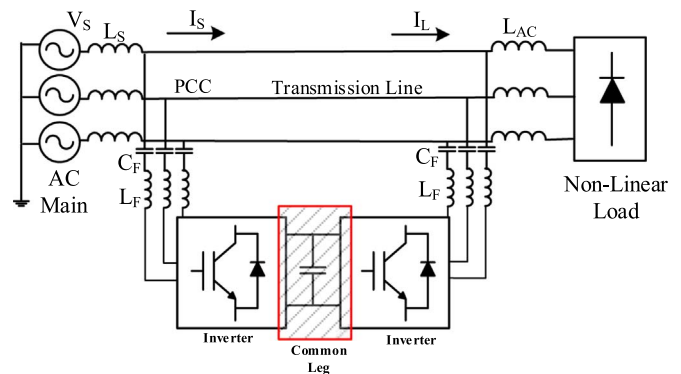 V_S
L_S
I_S
I_L
L_AC
PCC
Transmission Line
C_F
C_F
AC
Main
L_F
L_F
Non-Linear
Load
Inverter
Inverter
Common
Leg